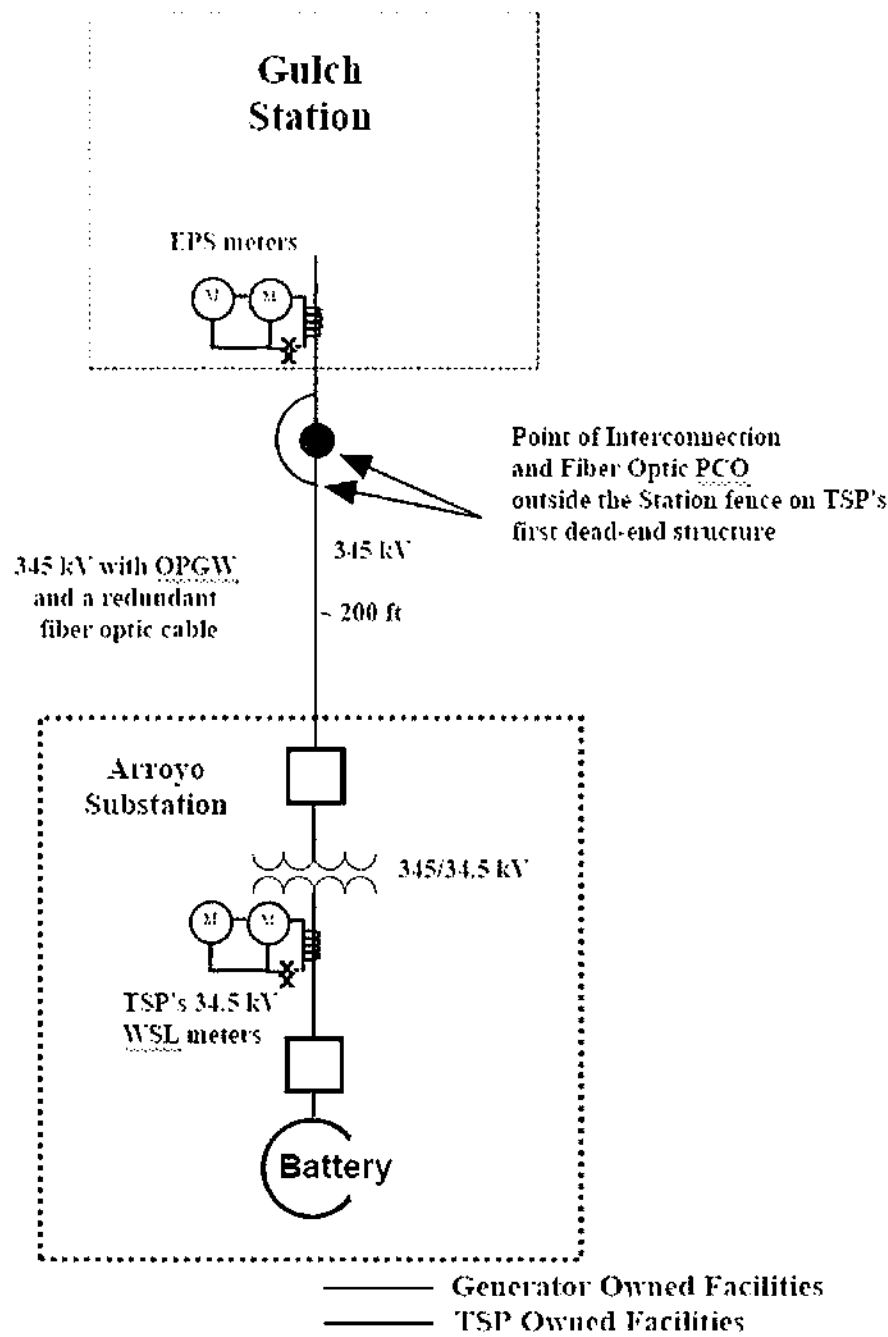 Gulch
Station
EPS meters
M
M
Point of Interconnection
and Fiber Optic PCO
outside the Station fence on TSP's
first dead-end structure
345 kV
345 kV with OPGW
and a redundant
fiber optic cable
~ 200 ft
Arroyo
Substation
345/34.5 kV
M
M
TSP's 34.5 kV
WSL meters
Battery
Generator Owned Facilities
TSP Owned Facilities